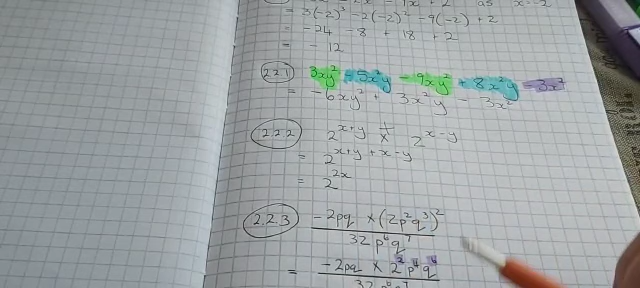 = 3(-2)³ - 2(-2)² - 9(-2) + 2
= -24 - 8 + 18 + 2
= -12
2.2.1 3xy² - 5x²y - 9xy² + 8x²y - 3x²
= -6xy² + 3x²y - 3x²
2.2.2 2^(x+y) × 2^(x-y)
= 2^(x+y+x-y)
= 2^(2x)
2.2.3 -2pq × (2p²q³)²
32p⁶q⁷
= -2pq × 2²p⁴q⁶